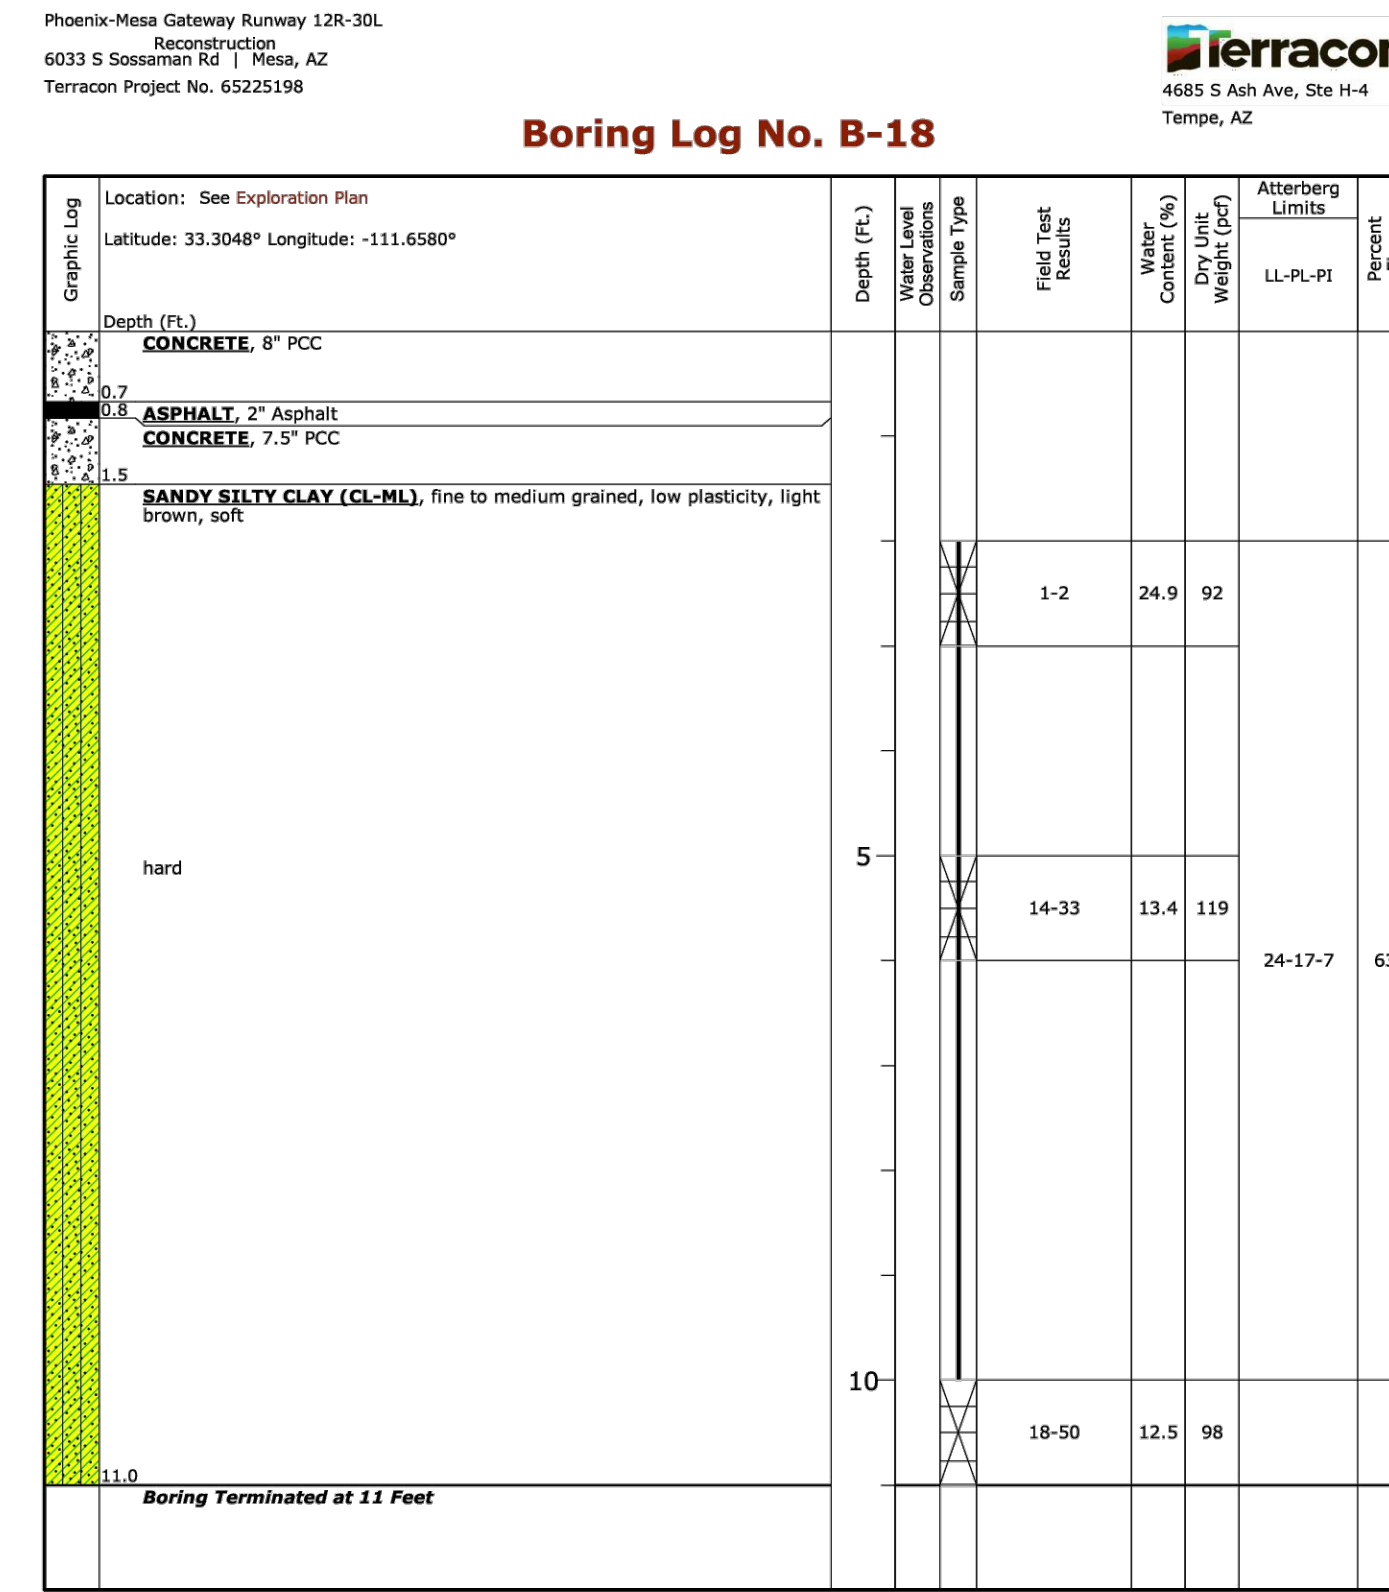 Phoenix-Mesa Gateway Runway 12R-30L
Reconstruction
6033 S Sossaman Rd | Mesa, AZ
Terracon Project No. 65225198
Terracon
4685 S Ash Ave, Ste H-4
Tempe, AZ
Boring Log No. B-18
Graphic Log
Location: See Exploration Plan
Latitude: 33.3048° Longitude: -111.6580°
Depth (Ft.)
Depth (Ft.)
Water Level
Observations
Sample Type
Field Test
Results
Water
Content (%)
Dry Unit
Weight (pcf)
Atterberg
Limits
LL-PL-PI
Percent
CONCRETE, 8" PCC
0.7
0.8
ASPHALT, 2" Asphalt
CONCRETE, 7.5" PCC
1.5
SANDY SILTY CLAY (CL-ML), fine to medium grained, low plasticity, light
brown, soft
1-2 24.9 92
5
hard
14-33 13.4 119
24-17-7
10
18-50 12.5 98
11.0
Boring Terminated at 11 Feet